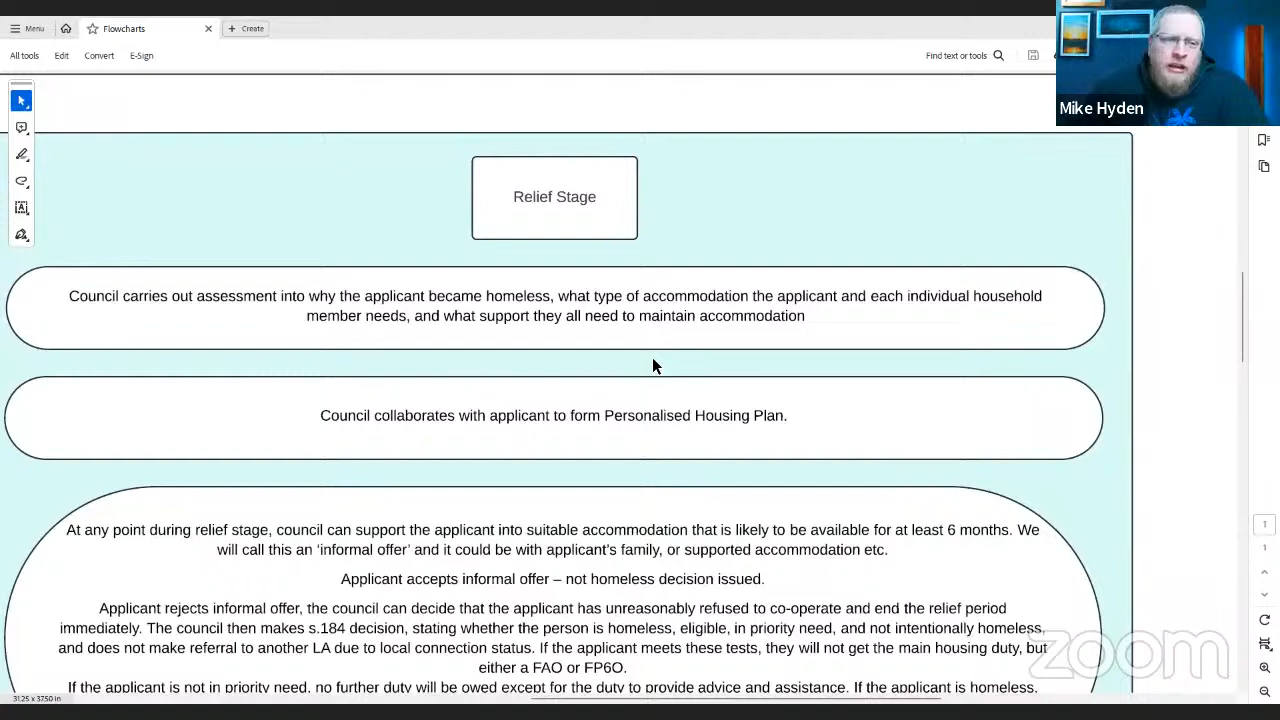 Menu
Flowcharts
Create
All tools
Edit
Convert
E-Sign
Find text or tools
Mike Hyden
Relief Stage
Council carries out assessment into why the applicant became homeless, what type of accommodation the applicant and each individual household
member needs, and what support they all need to maintain accommodation
Council collaborates with applicant to form Personalised Housing Plan.
At any point during relief stage, council can support the applicant into suitable accommodation that is likely to be available for at least 6 months. We
will call this an ‘informal offer’ and it could be with applicant’s family, or supported accommodation etc.
Applicant accepts informal offer – not homeless decision issued.
Applicant rejects informal offer, the council can decide that the applicant has unreasonably refused to co-operate and end the relief period
immediately. The council then makes s.184 decision, stating whether the person is homeless, eligible, in priority need, and not intentionally homeless,
and does not make referral to another LA due to local connection status. If the applicant meets these tests, they will not get the main housing duty, but
either a FAO or FP6O.
If the applicant is not in priority need, no further duty will be owed except for the duty to provide advice and assistance. If the applicant is homeless,
1
1
31.25 x 37.50 in
zoom